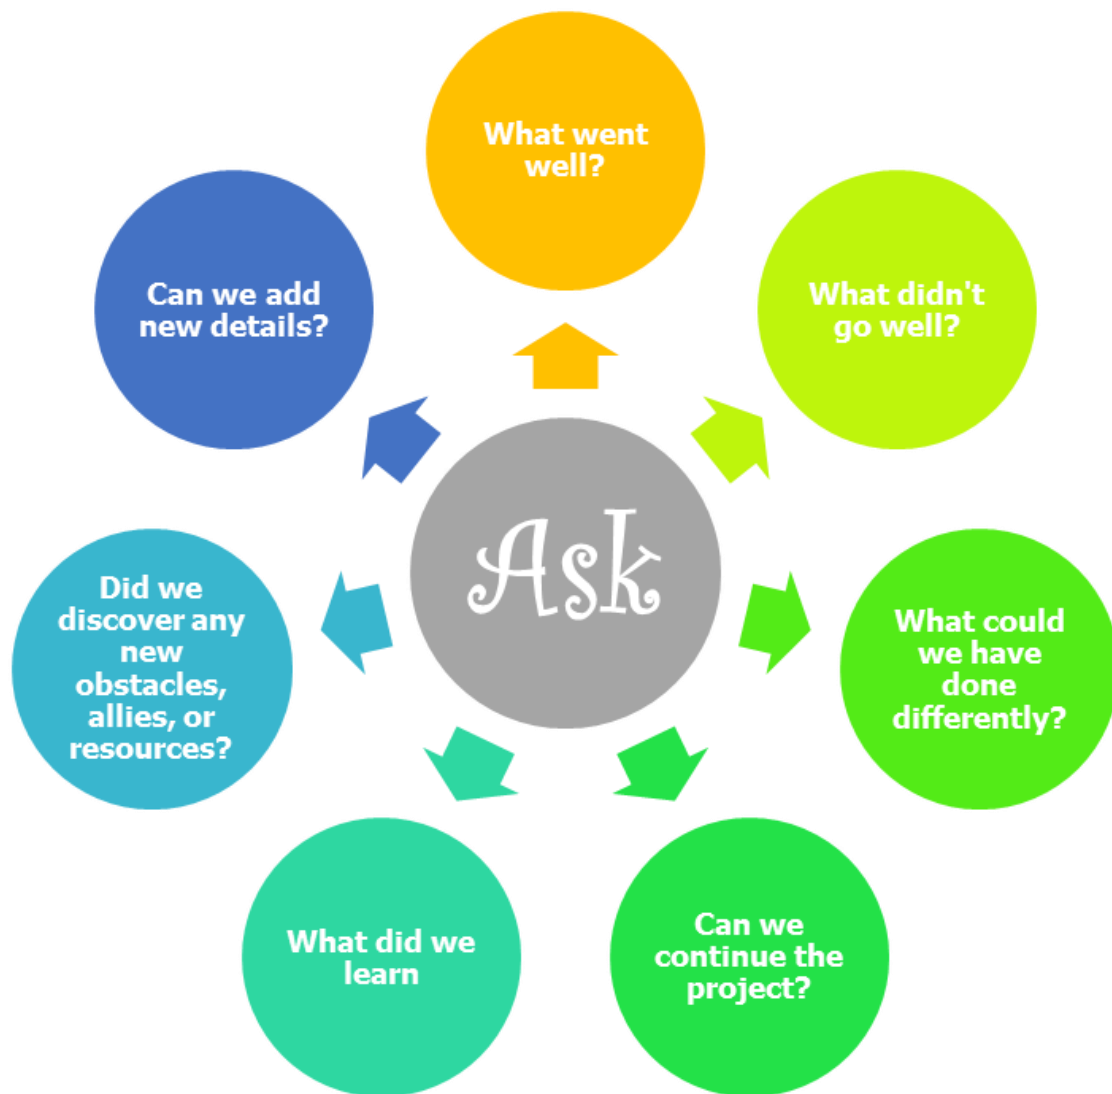 Ask
What went
well?
What didn't
go well?
What could
we have
done
differently?
Can we
continue the
project?
What did we
learn
Did we
discover any
new
obstacles,
allies, or
resources?
Can we add
new details?